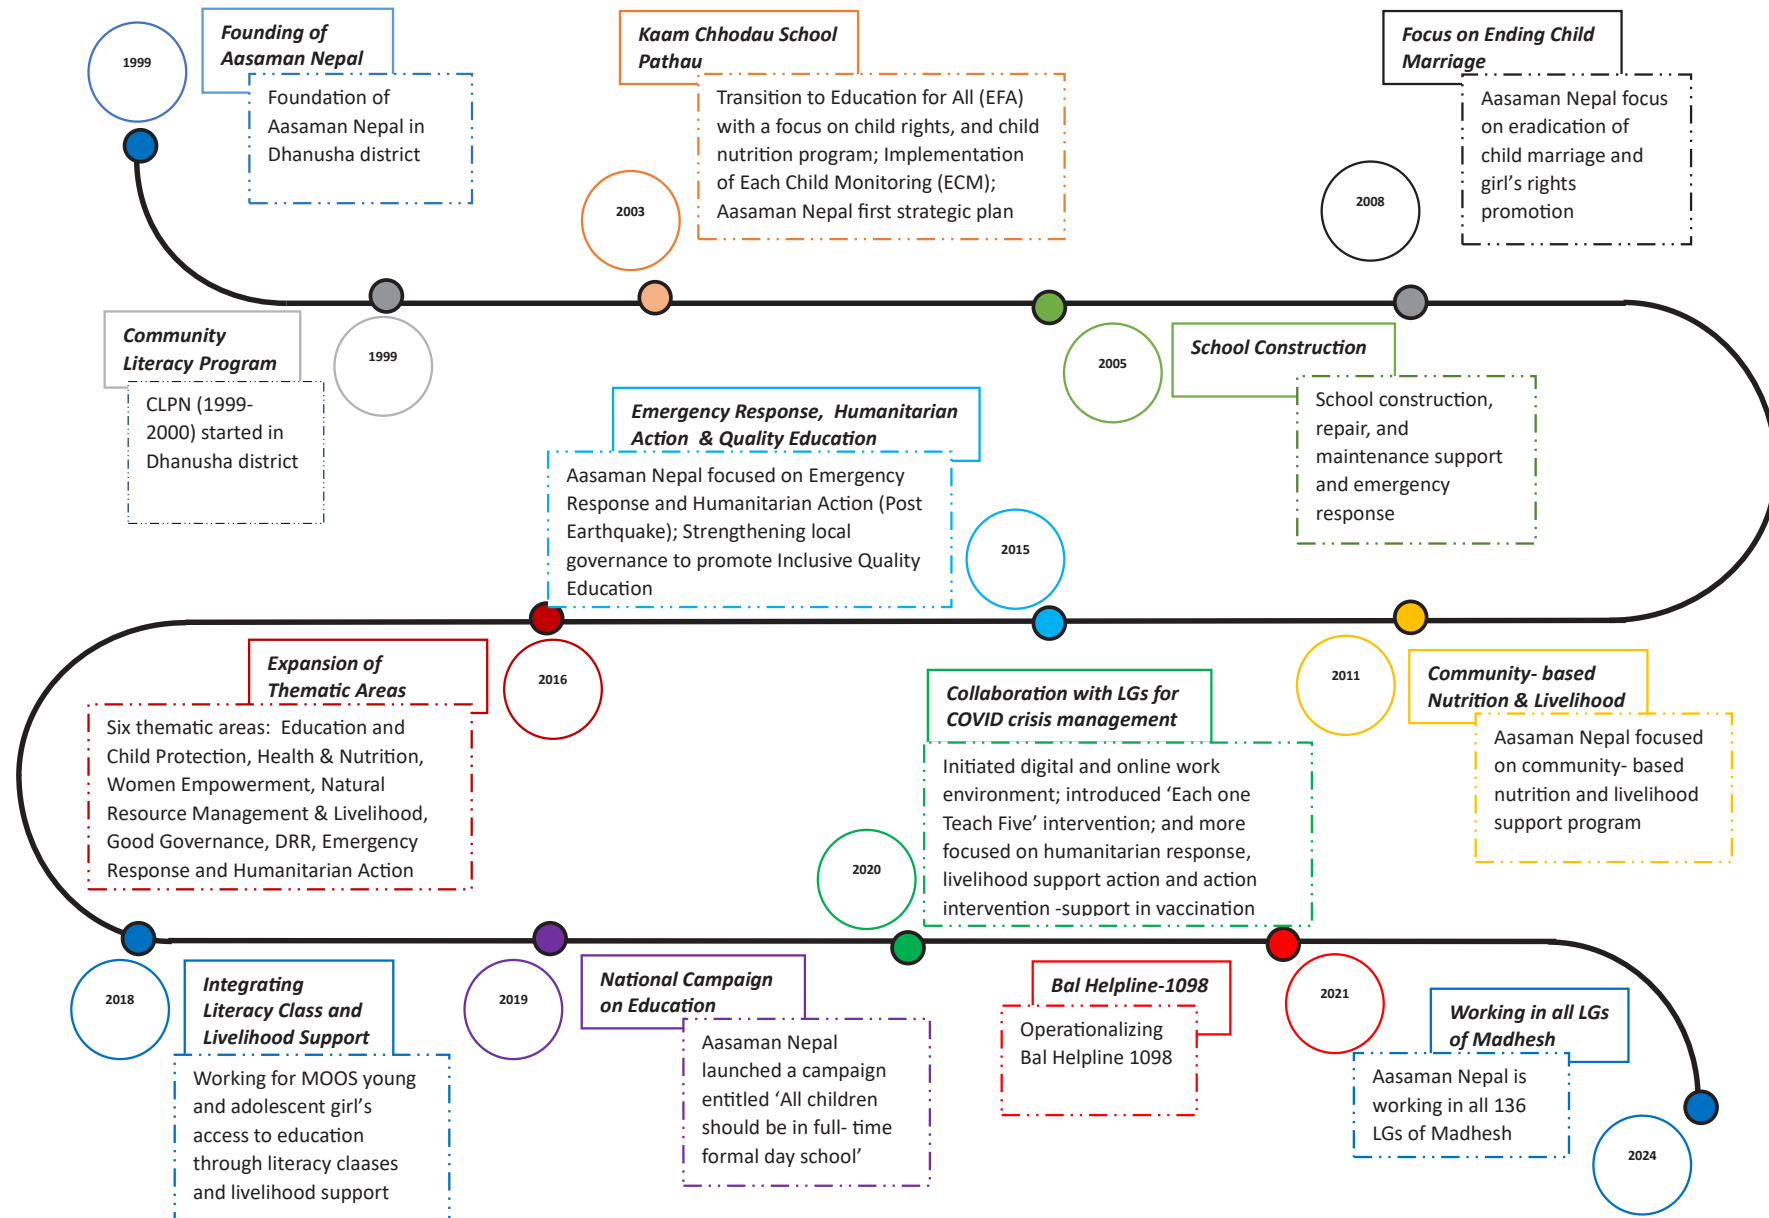 1999
Founding of
Aasaman Nepal
Foundation of
Aasaman Nepal in
Dhanusha district
Community
Literacy Program
1999
CLPN (1999-
2000) started in
Dhanusha district
Kaam Chhodau School
Pathau
2003
Transition to Education for All (EFA)
with a focus on child rights, and child
nutrition program; Implementation
of Each Child Monitoring (ECM);
Aasaman Nepal first strategic plan
2005
School Construction
School construction,
repair, and
maintenance support
and emergency
response
Focus on Ending Child
Marriage
2008
Aasaman Nepal focus
on eradication of
child marriage and
girl’s rights
promotion
2011
Community- based
Nutrition & Livelihood
Aasaman Nepal focused
on community- based
nutrition and livelihood
support program
Emergency Response,  Humanitarian
Action  & Quality Education
Aasaman Nepal focused on Emergency
Response and Humanitarian Action (Post
Earthquake); Strengthening local
governance to promote Inclusive Quality
Education
2015
Expansion of
Thematic Areas
2016
Six thematic areas:  Education and
Child Protection, Health & Nutrition,
Women Empowerment, Natural
Resource Management & Livelihood,
Good Governance, DRR, Emergency
Response and Humanitarian Action
2018
Integrating
Literacy Class and
Livelihood Support
Working for MOOS young
and adolescent girl’s
access to education
through literacy claases
and livelihood support
2019
National Campaign
on Education
Aasaman Nepal
launched a campaign
entitled ‘All children
should be in full- time
formal day school’
Collaboration with LGs for
COVID crisis management
2020
Initiated digital and online work
environment; introduced ‘Each one
Teach Five’ intervention; and more
focused on humanitarian response,
livelihood support action and action
intervention -support in vaccination
Bal Helpline-1098
2021
Operationalizing
Bal Helpline 1098
Working in all LGs
of Madhesh
Aasaman Nepal is
working in all 136
LGs of Madhesh
2024